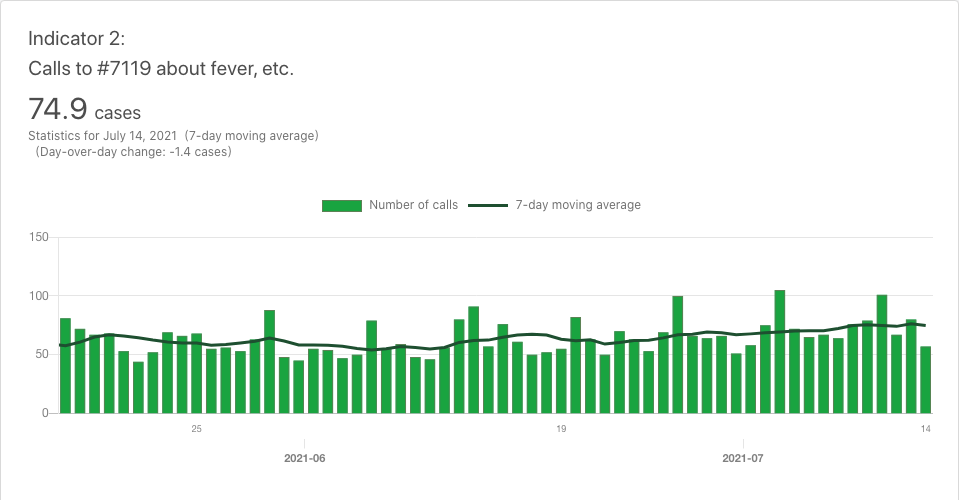 Indicator 2:
Calls to #7119 about fever, etc.
74.9 cases
Statistics for July 14, 2021 (7-day moving average)
(Day-over-day change: -1.4 cases)
Number of calls 7-day moving average
150
100
50
0
25 19 14
2021-06 2021-07